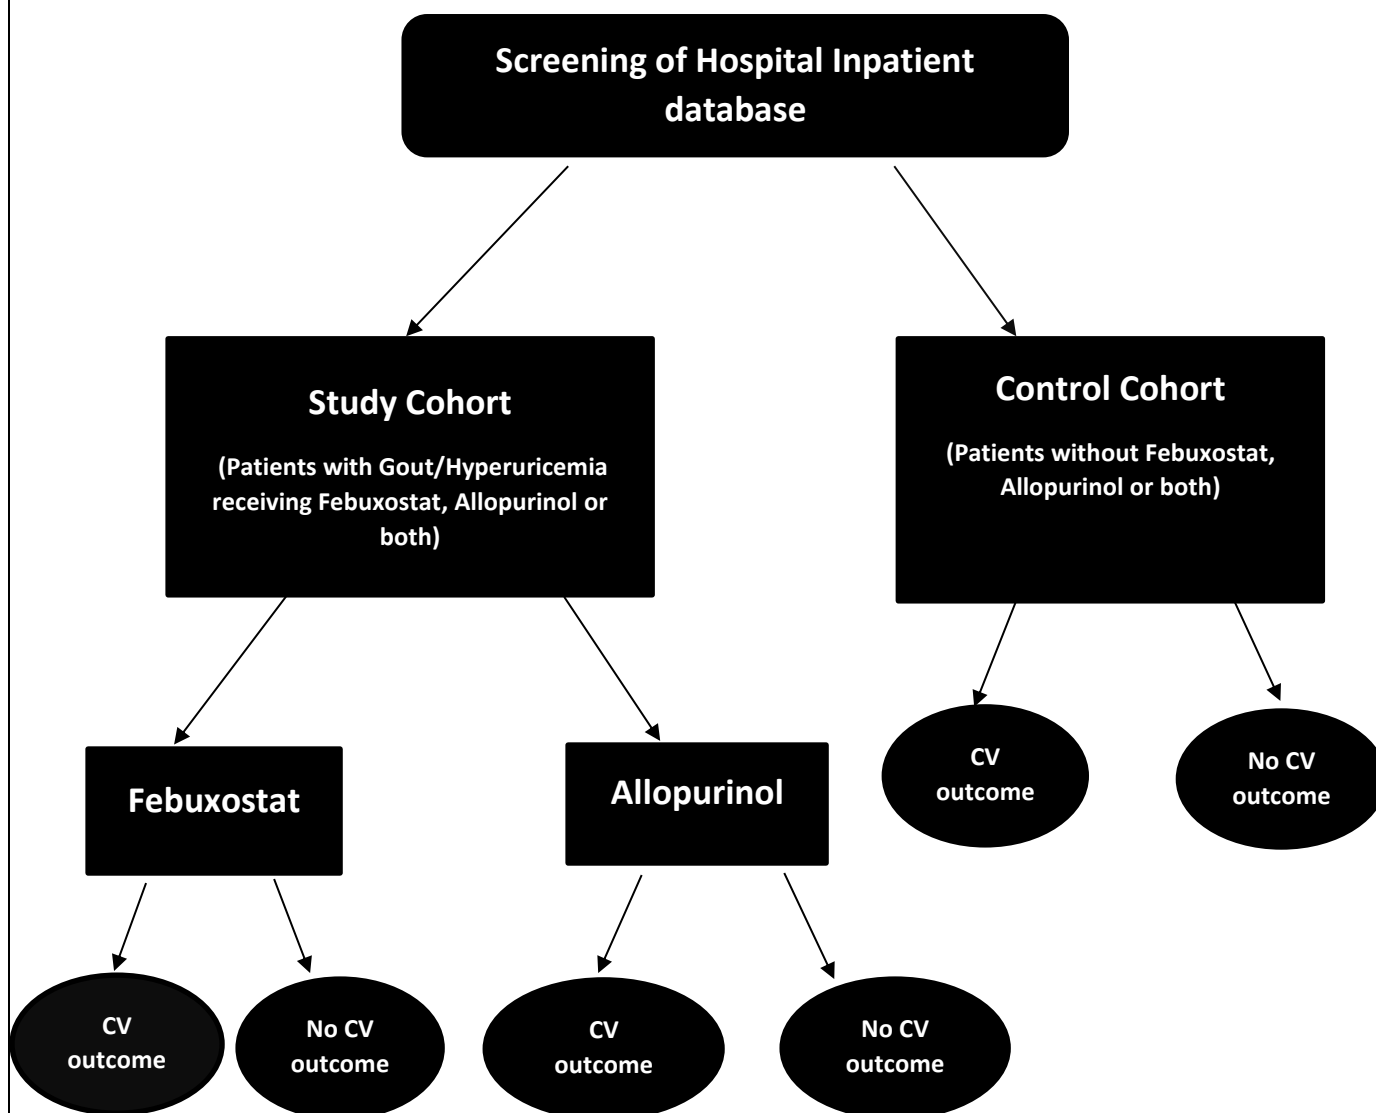 Screening of Hospital Inpatient
database
Study Cohort
(Patients with Gout/Hyperuricemia
receiving Febuxostat, Allopurinol or
both)
Control Cohort
(Patients without Febuxostat,
Allopurinol or both)
Febuxostat
Allopurinol
CV
outcome
No CV
outcome
CV
outcome
No CV
outcome
CV
outcome
No CV
outcome